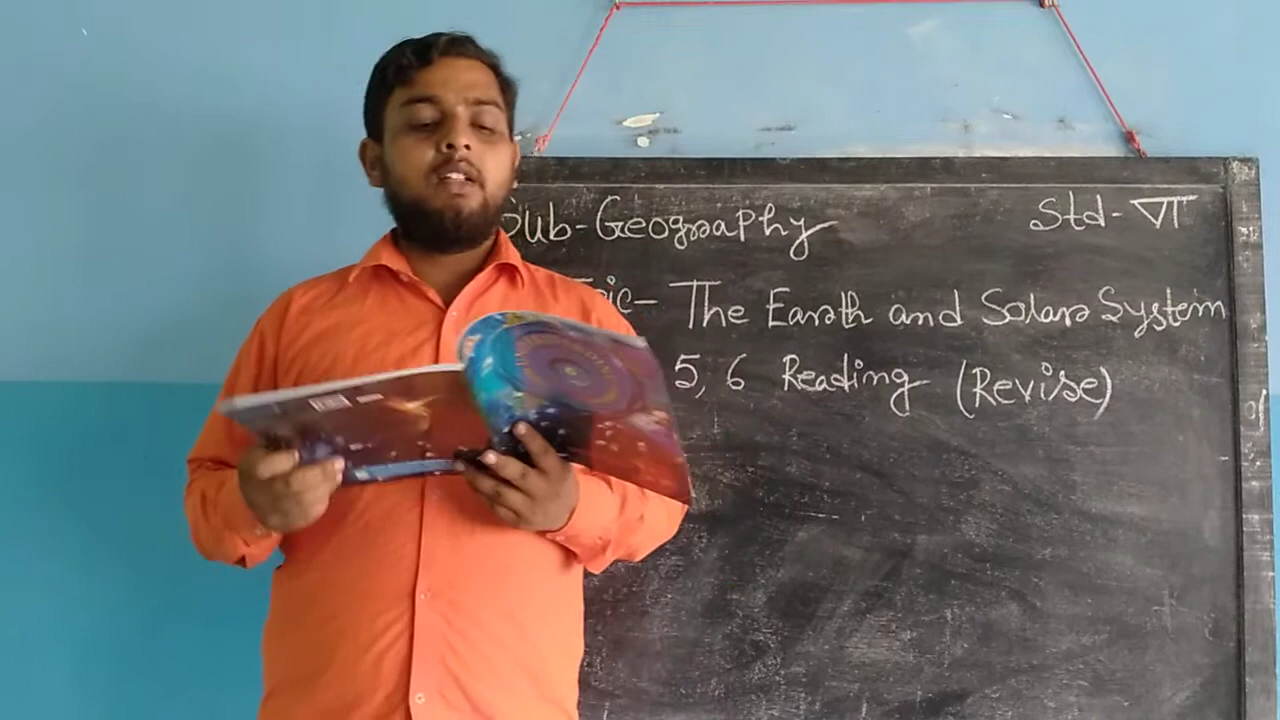 Sub-Geography
Std-VI
The Earth and Solar System
5, 6 Reading (Revise)